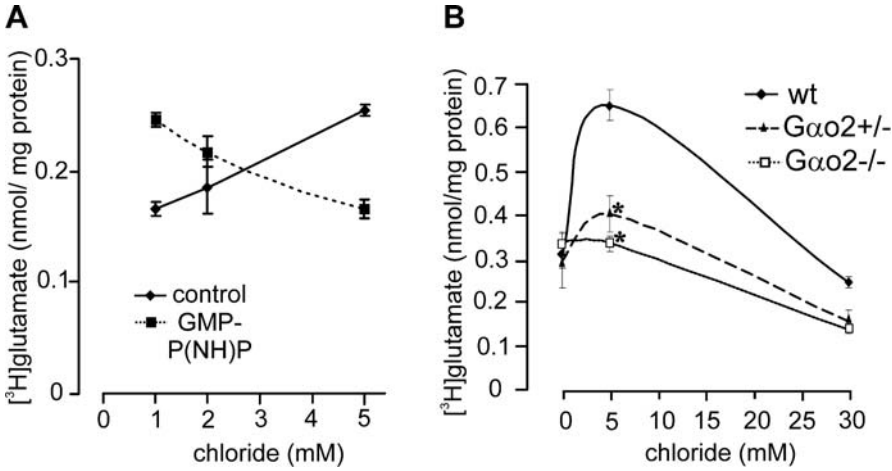 A
[³H]glutamate (nmol/ mg protein)
0.3
0.2
0.1
0
control
GMP-
P(NH)P
0 1 2 3 4 5
chloride (mM)
B
[³H]glutamate (nmol/mg protein)
0.7
0.6
0.5
0.4
0.3
0.2
0.1
0
wt
Gαo2+/-
Gαo2-/-
*
*
0 5 10 15 20 25 30
chloride (mM)